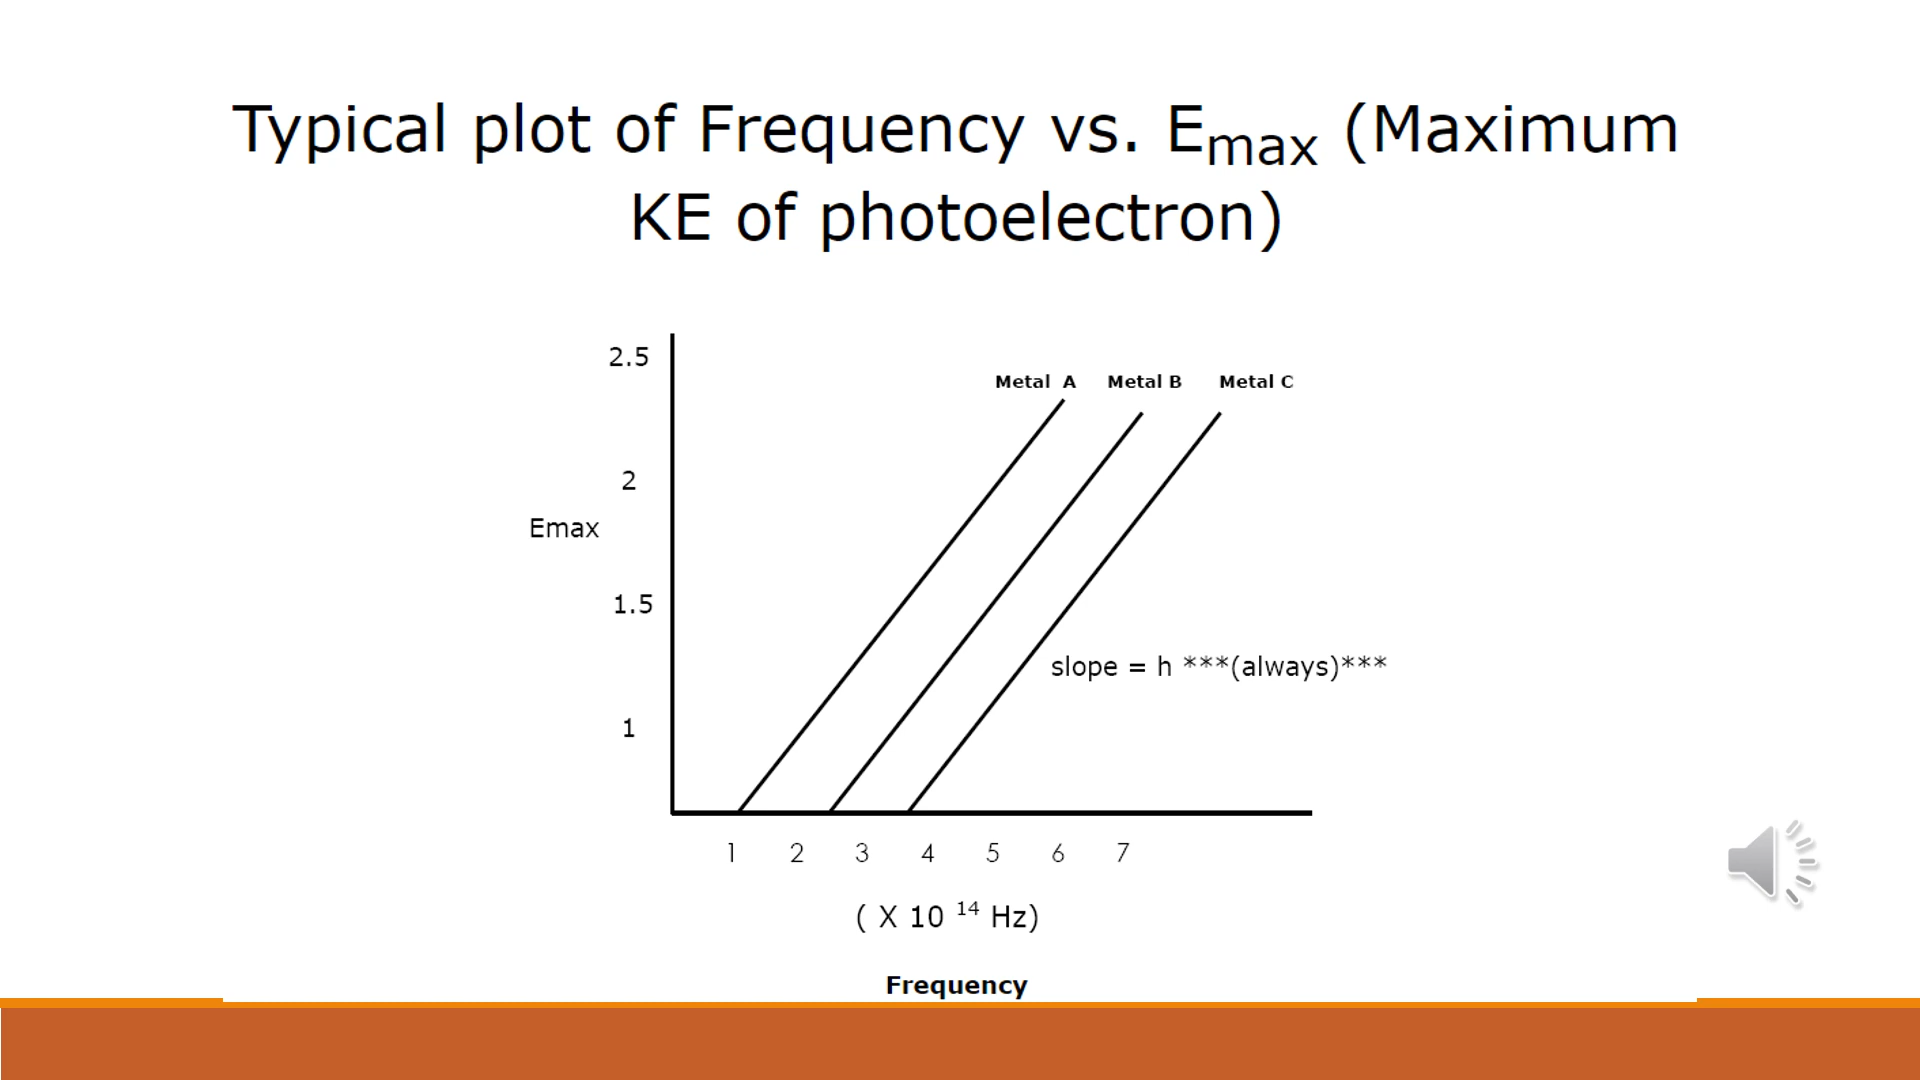 Typical plot of Frequency vs. Emax (Maximum
KE of photoelectron)
2.5
Metal A Metal B Metal C
2
Emax
1.5
slope = h ***(always)***
1
1 2 3 4 5 6 7
( X 10 14 Hz)
Frequency